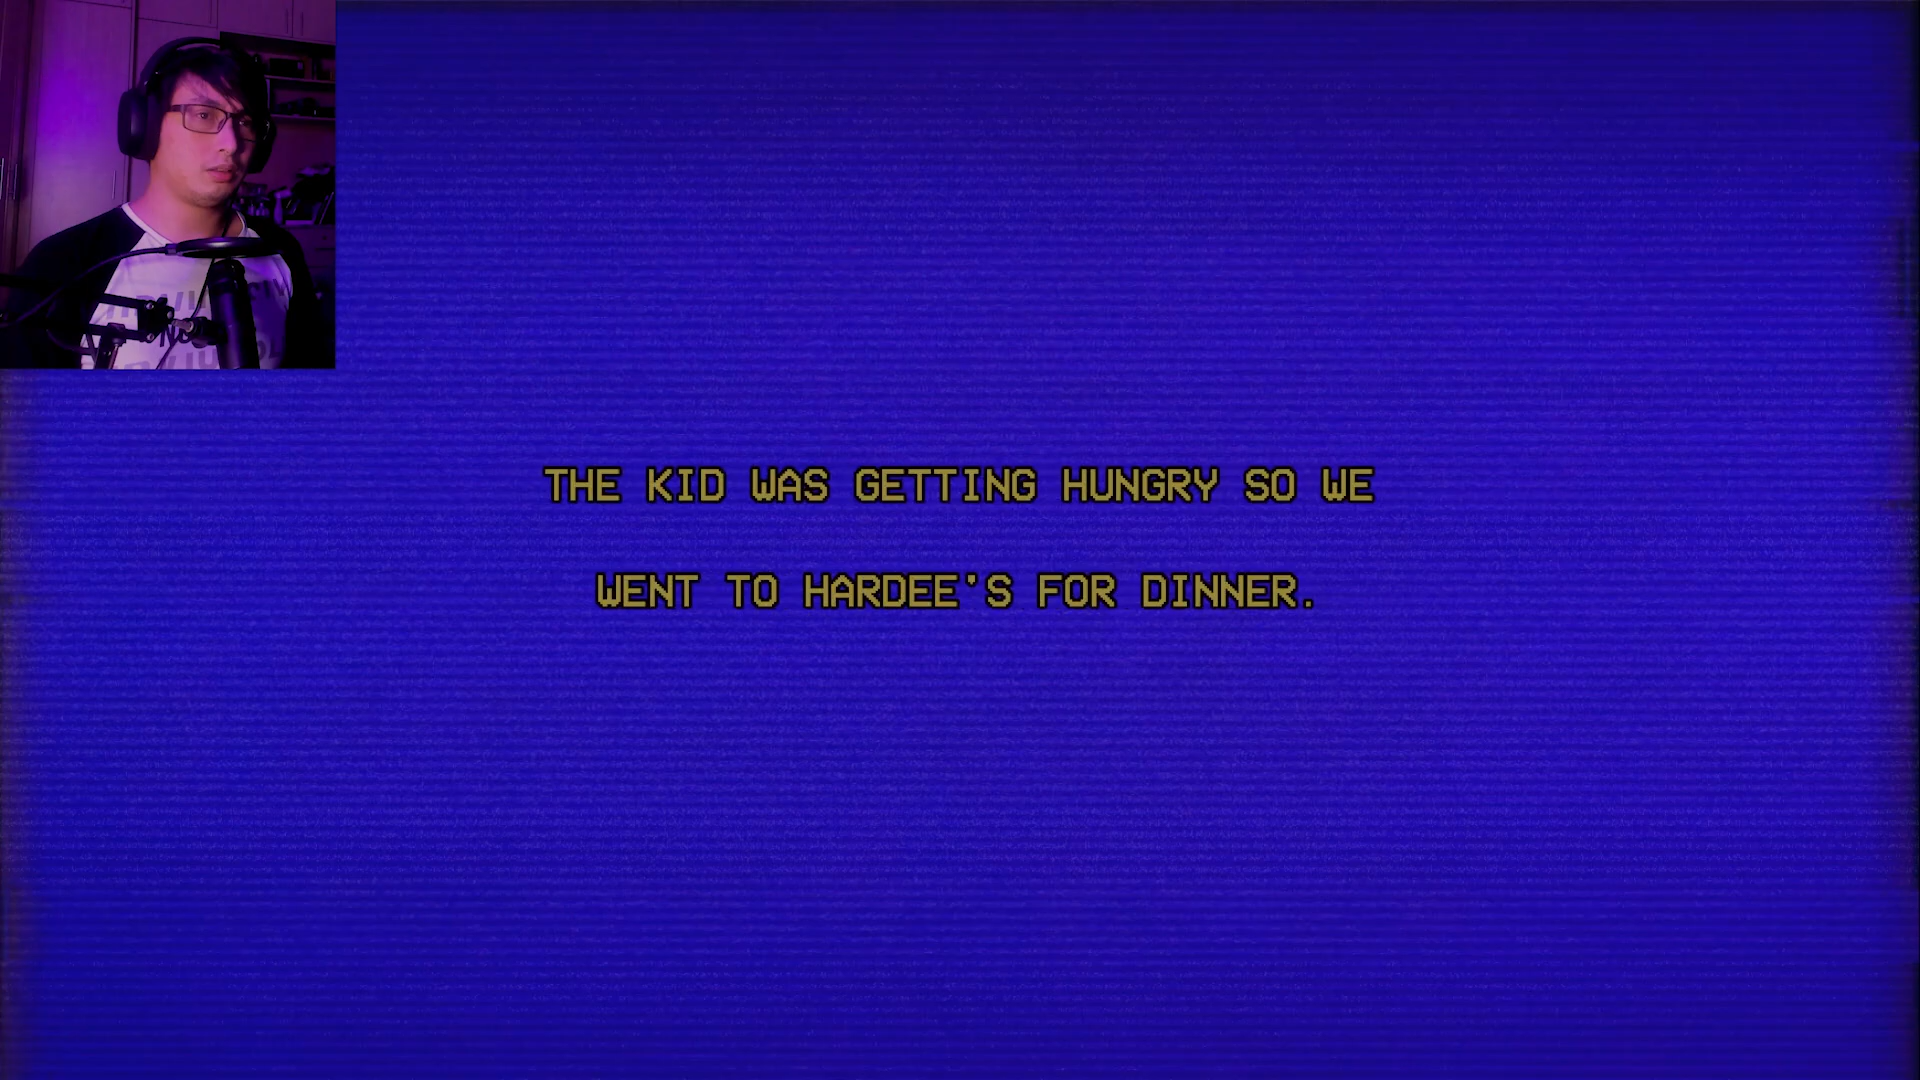 THE KID WAS GETTING HUNGRY SO WE
WENT TO HARDEE'S FOR DINNER.